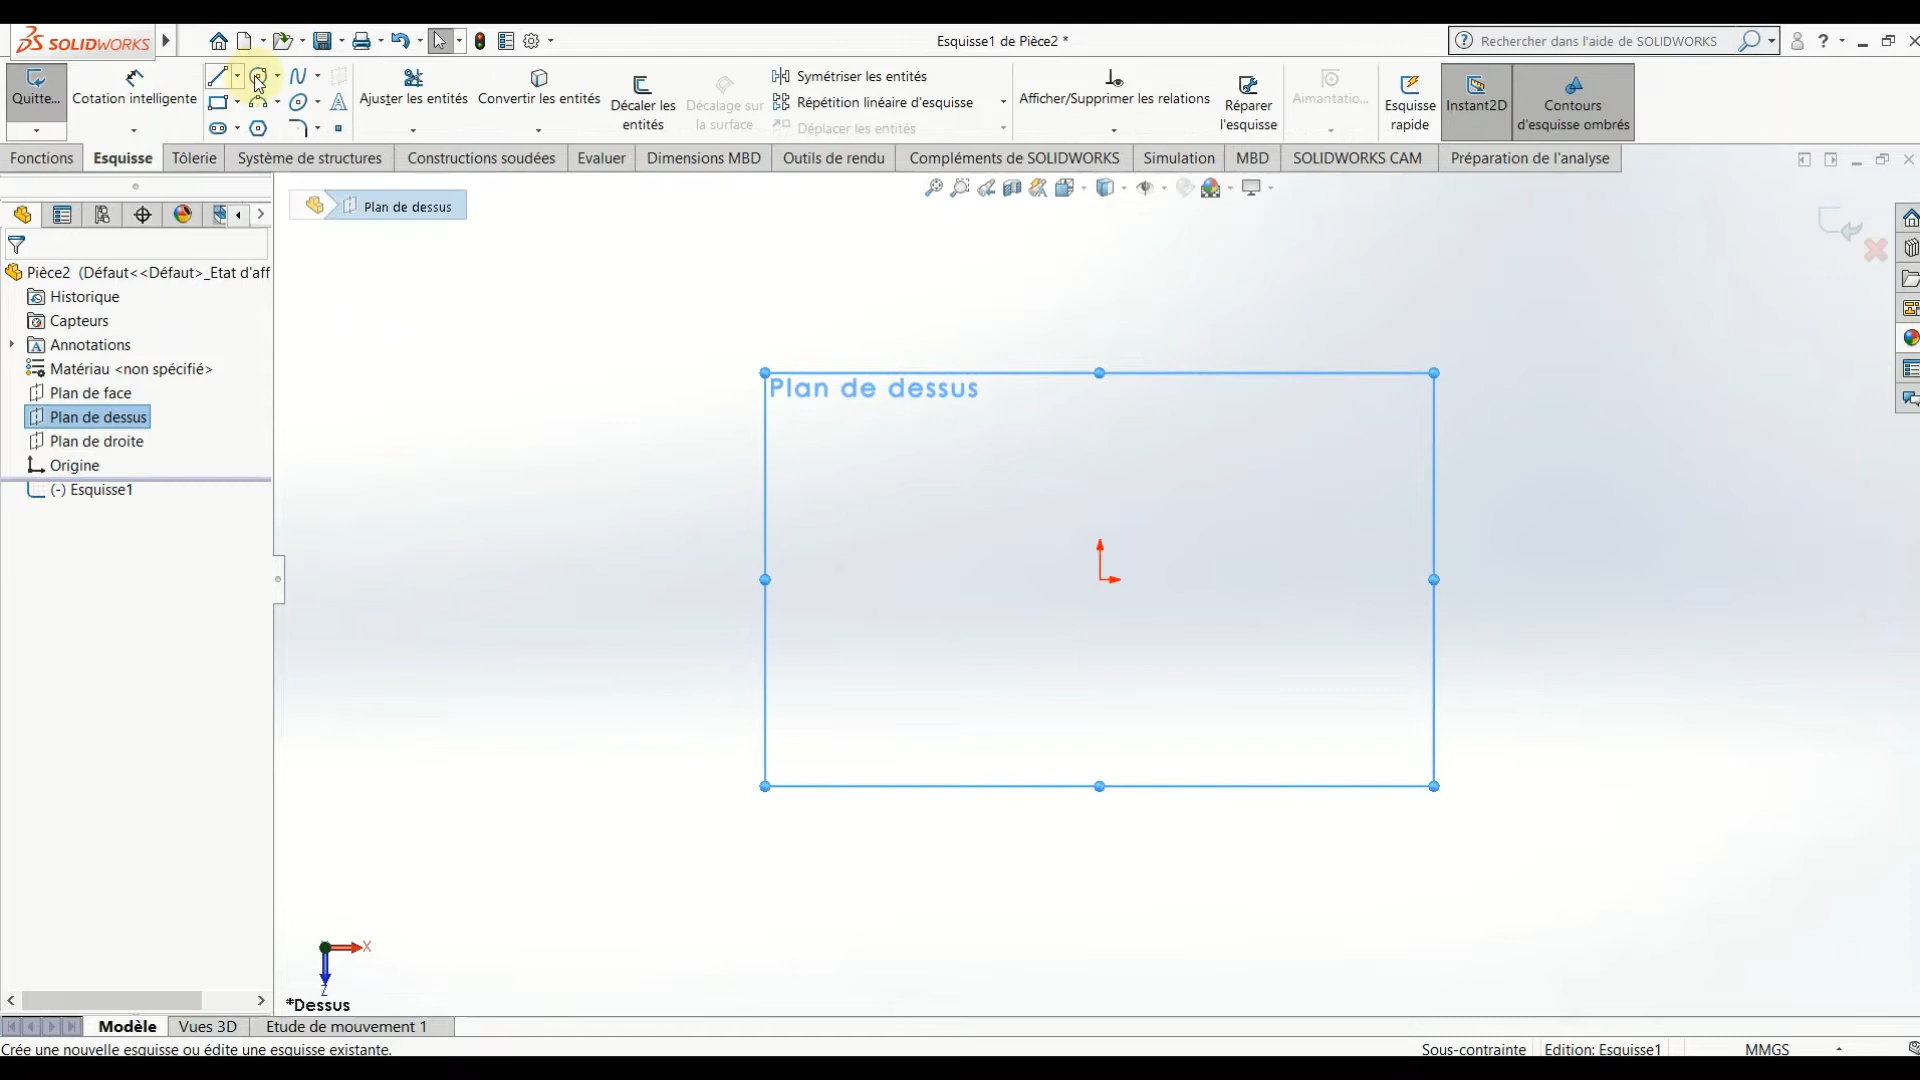 SOLIDWORKS
Esquisse1 de Pièce2 *
Rechercher dans l'aide de SOLIDWORKS
Quitte...
Cotation intelligente
Ajuster les entités
Convertir les entités
Décaler les
entités
Décalage sur
la surface
Symétriser les entités
Répétition linéaire d'esquisse
Déplacer les entités
Afficher/Supprimer les relations
Réparer
l'esquisse
Aimantatio...
Esquisse
rapide
Instant2D
Contours
d'esquisse ombrés
Fonctions
Esquisse
Tôlerie
Système de structures
Constructions soudées
Evaluer
Dimensions MBD
Outils de rendu
Compléments de SOLIDWORKS
Simulation
MBD
SOLIDWORKS CAM
Préparation de l'analyse
Plan de dessus
Pièce2 (Défaut<<Défaut>_Etat d'aff
Historique
Capteurs
Annotations
Matériau <non spécifié>
Plan de face
Plan de dessus
Plan de droite
Origine
(-) Esquisse1
Plan de dessus
X
Z
*Dessus
Modèle
Vues 3D
Etude de mouvement 1
Crée une nouvelle esquisse ou édite une esquisse existante.
Sous-contrainte
Edition: Esquisse1
MMGS